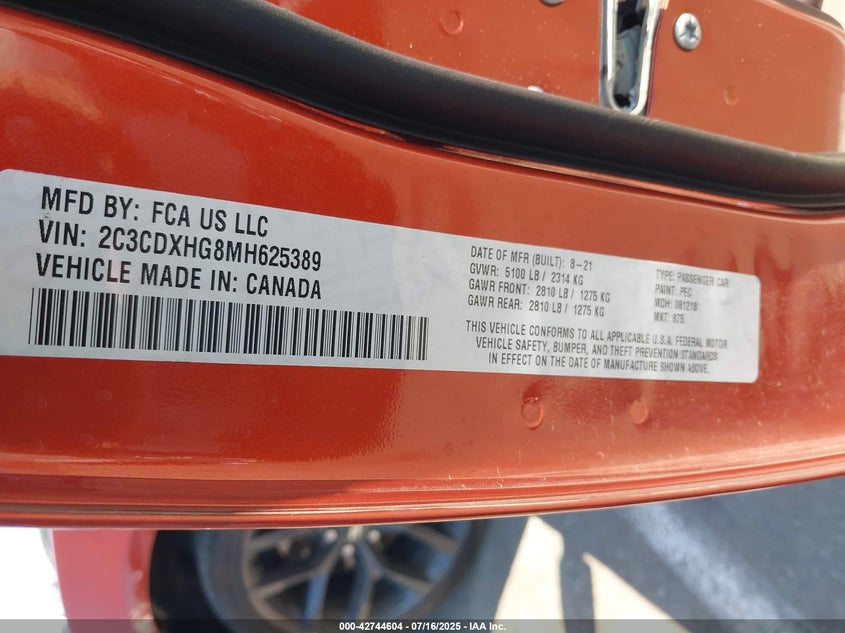 MFD BY: FCA US LLC
VIN: 2C3CDXHG8MH625389
VEHICLE MADE IN: CANADA
DATE OF MFR (BUILT): 8-21
GVWR: 5100 LB / 2314 KG
GAWR FRONT: 2810 LB / 1275 KG
GAWR REAR: 2810 LB / 1275 KG
TYPE: PASSENGER CAR
PAINT: PEC
MDH: 081218
MKT: 875
THIS VEHICLE CONFORMS TO ALL APPLICABLE U.S.A. FEDERAL MOTOR
VEHICLE SAFETY, BUMPER, AND THEFT PREVENTION STANDARDS
IN EFFECT ON THE DATE OF MANUFACTURE SHOWN ABOVE.
000-42744604 - 07/16/2025 - IAA Inc.